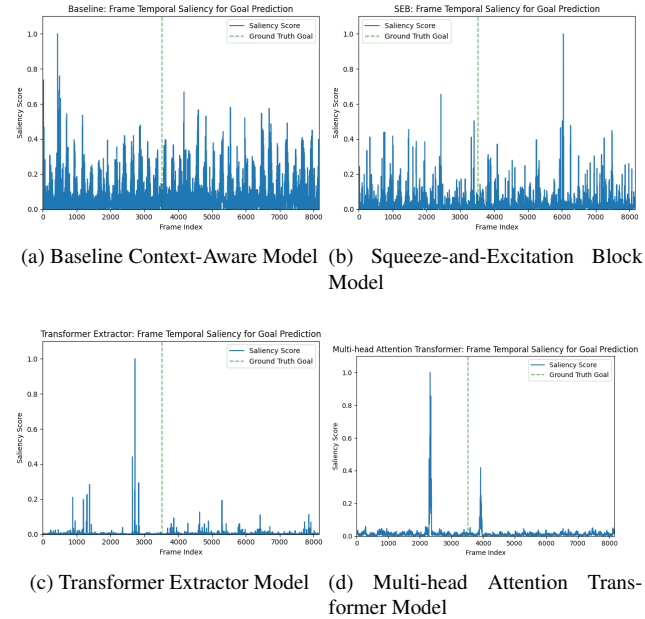 Baseline: Frame Temporal Saliency for Goal Prediction
Saliency Score
Ground Truth Goal
1.0
0.8
0.6
0.4
0.2
0.0
Saliency Score
0 1000 2000 3000 4000 5000 6000 7000 8000
Frame Index
(a) Baseline Context-Aware Model
SEB: Frame Temporal Saliency for Goal Prediction
Saliency Score
Ground Truth Goal
1.0
0.8
0.6
0.4
0.2
0.0
Saliency Score
0 1000 2000 3000 4000 5000 6000 7000 8000
Frame Index
(b) Squeeze-and-Excitation Block
Model
Transformer Extractor: Frame Temporal Saliency for Goal Prediction
Saliency Score
Ground Truth Goal
1.0
0.8
0.6
0.4
0.2
0.0
Saliency Score
0 1000 2000 3000 4000 5000 6000 7000 8000
Frame Index
(c) Transformer Extractor Model
Multi-head Attention Transformer: Frame Temporal Saliency for Goal Prediction
Saliency Score
Ground Truth Goal
1.0
0.8
0.6
0.4
0.2
0.0
Saliency Score
0 1000 2000 3000 4000 5000 6000 7000 8000
Frame Index
(d) Multi-head Attention Trans-
former Model